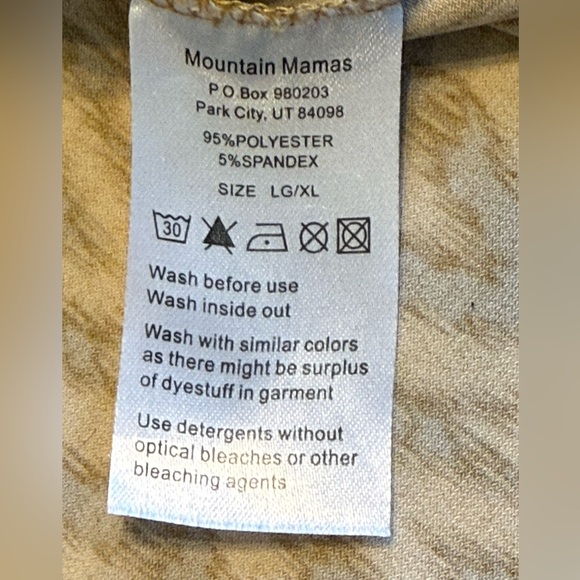 Mountain Mamas
P.O.Box 980203
Park City, UT 84098
95%POLYESTER
5%SPANDEX
SIZE LG/XL
30
Wash before use
Wash inside out
Wash with similar colors
as there might be surplus
of dyestuff in garment
Use detergents without
optical bleaches or other
bleaching agents